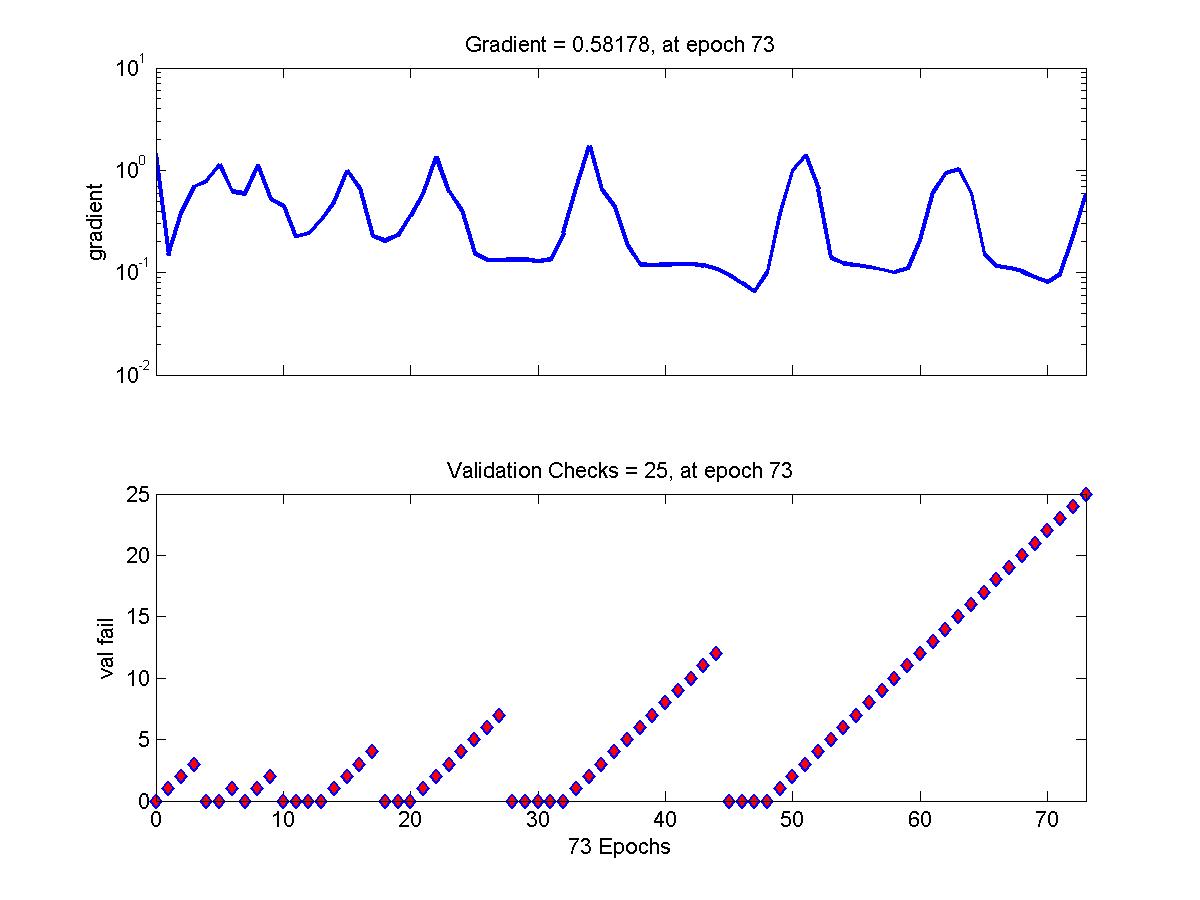 Gradient = 0.58178, at epoch 73
10^1
10^0
10^-1
10^-2
gradient
Validation Checks = 25, at epoch 73
25
20
15
10
5
0
val fail
0 10 20 30 40 50 60 70
73 Epochs